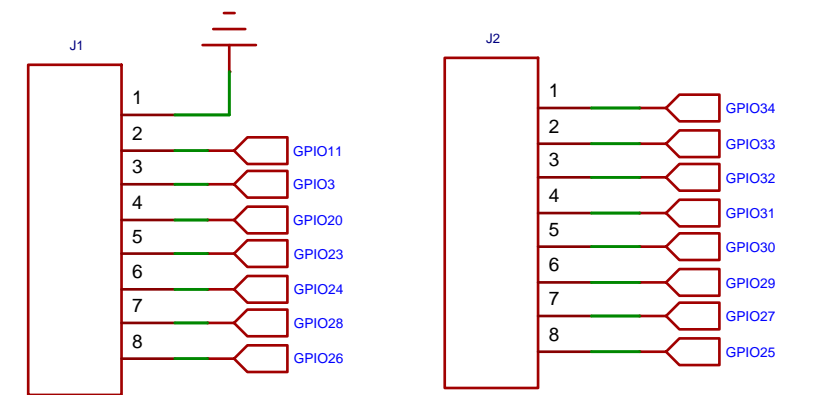 J1
1
2 GPIO11
3 GPIO3
4 GPIO20
5 GPIO23
6 GPIO24
7 GPIO28
8 GPIO26
J2
1 GPIO34
2 GPIO33
3 GPIO32
4 GPIO31
5 GPIO30
6 GPIO29
7 GPIO27
8 GPIO25